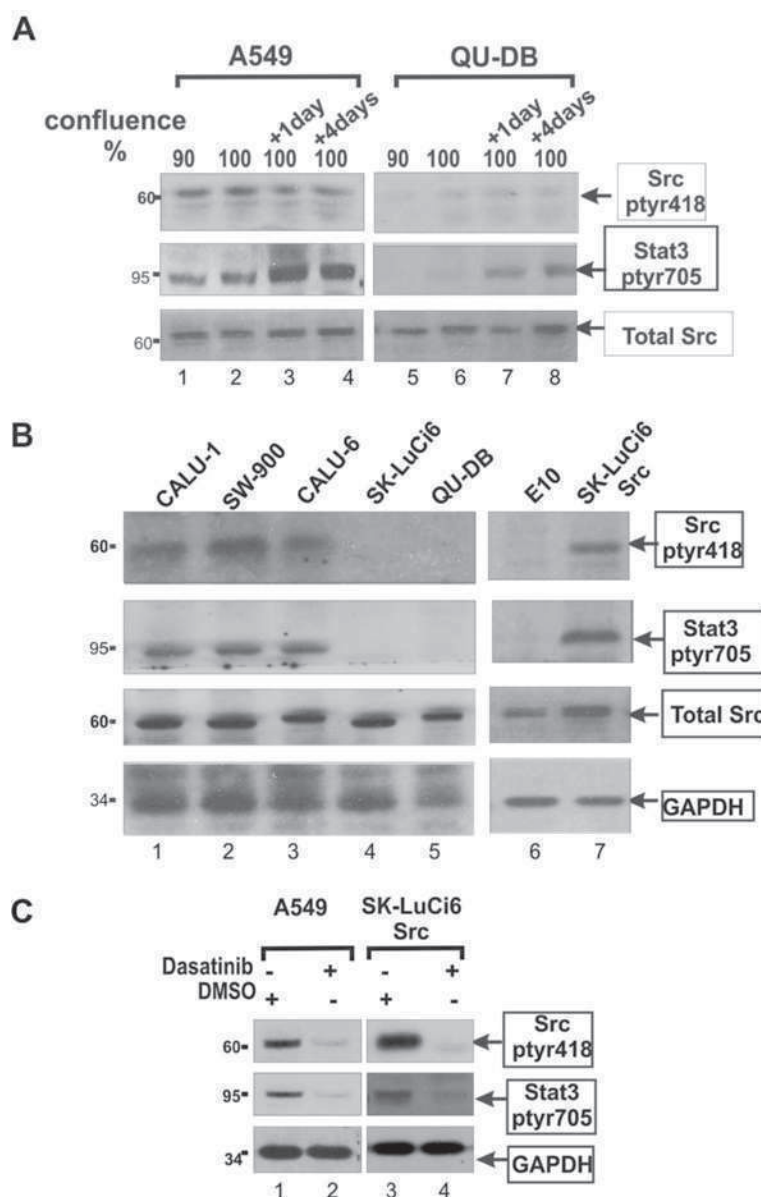 A
A549 QU-DB
confluence %
+1day +4days +1day +4days
90 100 100 100 90 100 100 100
60 Src ptyr418
95 Stat3 ptyr705
60 Total Src
1 2 3 4 5 6 7 8
B
CALU-1 SW-900 CALU-6 SK-LuCi6 QU-DB E10 SK-LuCi6 Src
60 Src ptyr418
95 Stat3 ptyr705
60 Total Src
34 GAPDH
1 2 3 4 5 6 7
C
A549 SK-LuCi6 Src
Dasatinib - + - +
DMSO + - + -
60 Src ptyr418
95 Stat3 ptyr705
34 GAPDH
1 2 3 4